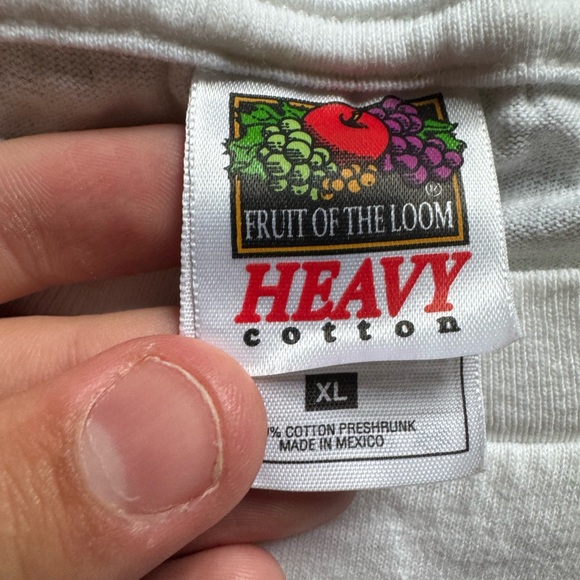 ®
FRUIT OF THE LOOM
HEAVY
cotton
XL
% COTTON PRESHRUNK
MADE IN MEXICO